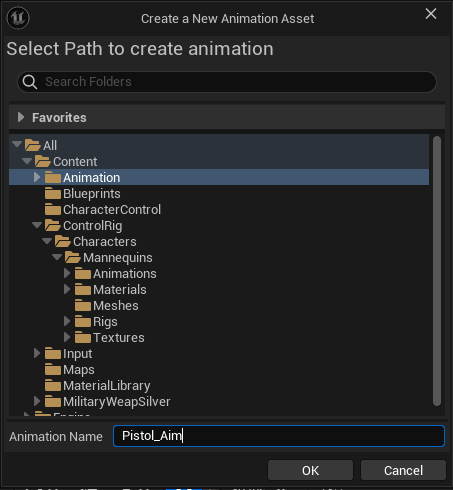 Create a New Animation Asset
Select Path to create animation
Search Folders
Favorites
All
Content
Animation
Blueprints
CharacterControl
ControlRig
Characters
Mannequins
Animations
Materials
Meshes
Rigs
Textures
Input
Maps
MaterialLibrary
MilitaryWeapSilver
Animation Name Pistol_Aim
OK Cancel